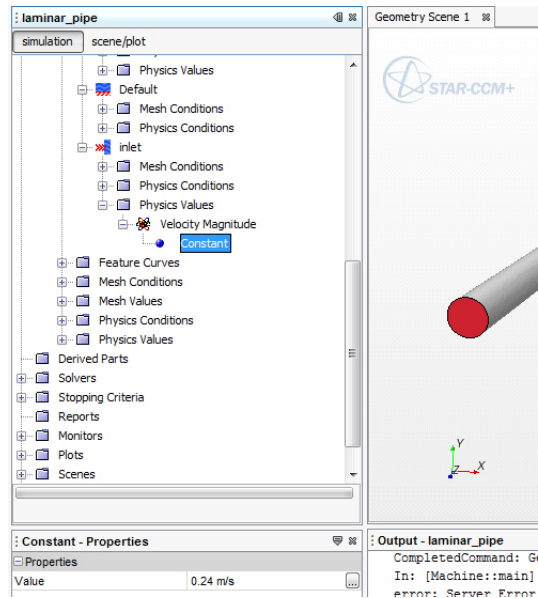 laminar_pipe
Geometry Scene 1
simulation
scene/plot
STAR-CCM+
Physics Values
Default
Mesh Conditions
Physics Conditions
inlet
Mesh Conditions
Physics Conditions
Physics Values
Velocity Magnitude
Constant
Feature Curves
Mesh Conditions
Mesh Values
Physics Conditions
Physics Values
Derived Parts
Solvers
Stopping Criteria
Reports
Monitors
Plots
Scenes
Y
Z X
Constant - Properties
Properties
Value 0.24 m/s ...
Output - laminar_pipe
CompletedCommand: Ge
In: [Machine::main]
error: Server Error